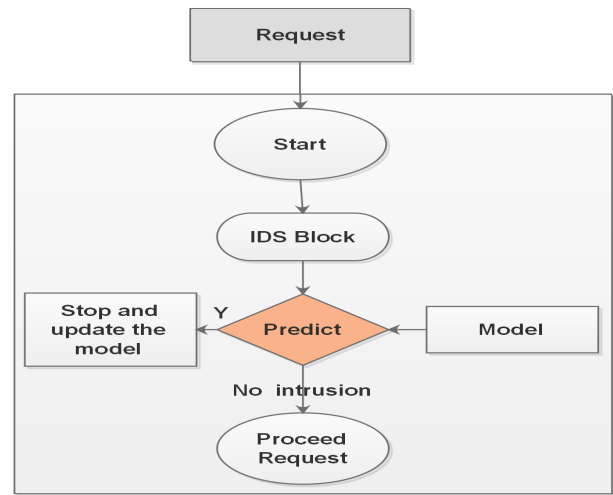 Request
Start
IDS Block
Y
Stop and
update the
model
Predict
Model
No intrusion
Proceed
Request